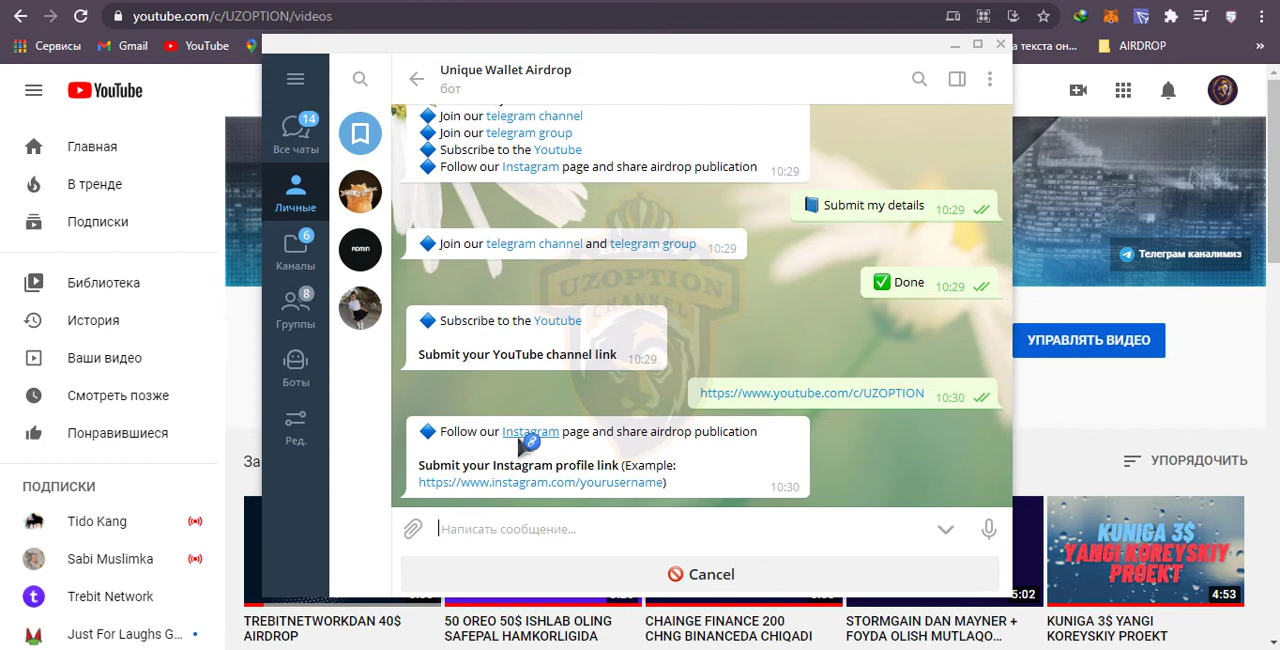 youtube.com/c/UZOPTION/videos
Сервисы
Gmail
YouTube
а текста он...
AIRDROP
»
YouTube
Главная
В тренде
Подписки
Библиотека
История
Ваши видео
Смотреть позже
Понравившиеся
ПОДПИСКИ
Tido Kang
Sabi Muslimka
Trebit Network
Just For Laughs G...
14
Все чаты
Личные
6
Каналы
8
Группы
Боты
Ред.
Unique Wallet Airdrop
бот
Join our telegram channel
Join our telegram group
Subscribe to the Youtube
Follow our Instagram page and share airdrop publication
10:29
Submit my details 10:29
Join our telegram channel and telegram group 10:29
Done 10:29
Subscribe to the Youtube
Submit your YouTube channel link 10:29
https://www.youtube.com/c/UZOPTION 10:30
Follow our Instagram page and share airdrop publication
Submit your Instagram profile link (Example:
https://www.instagram.com/yourusername) 10:30
Написать сообщение...
Cancel
UZOPTION
CHANNEL
Телеграм каналимиз
УПРАВЛЯТЬ ВИДЕО
За
УПОРЯДОЧИТЬ
KUNIGA 3$
YANGI KOREYSKIY
PROEKT
5:02
4:53
TREBITNETWORKDAN 40$
AIRDROP
50 OREO 50$ ISHLAB OLING
SAFEPAL HAMKORLIGIDA
CHAINGE FINANCE 200
CHNG BINANCDA CHIQADI
STORMGAIN DAN MAYNER +
FOYDA OLISH MUTLAQO...
KUNIGA 3$ YANGI
KOREYSKIY PROEKT